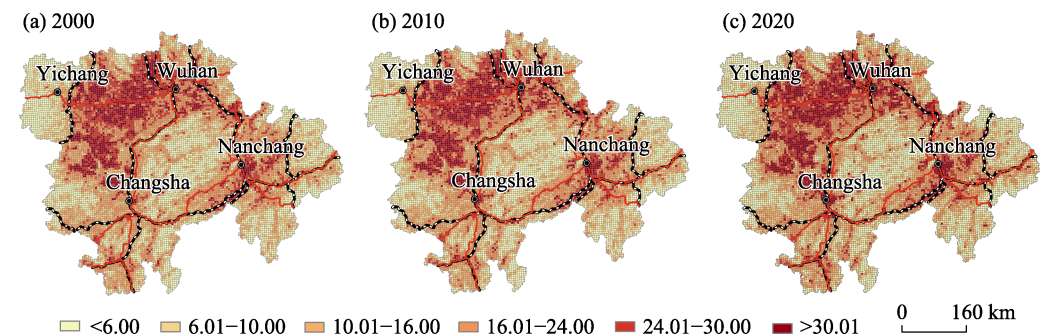 (a) 2000
(b) 2010
(c) 2020
Yichang
Wuhan
Nanchang
Changsha
Yichang
Wuhan
Nanchang
Changsha
Yichang
Wuhan
Nanchang
Changsha
<6.00 6.01−10.00 10.01−16.00 16.01−24.00 24.01−30.00 >30.01
0 160 km